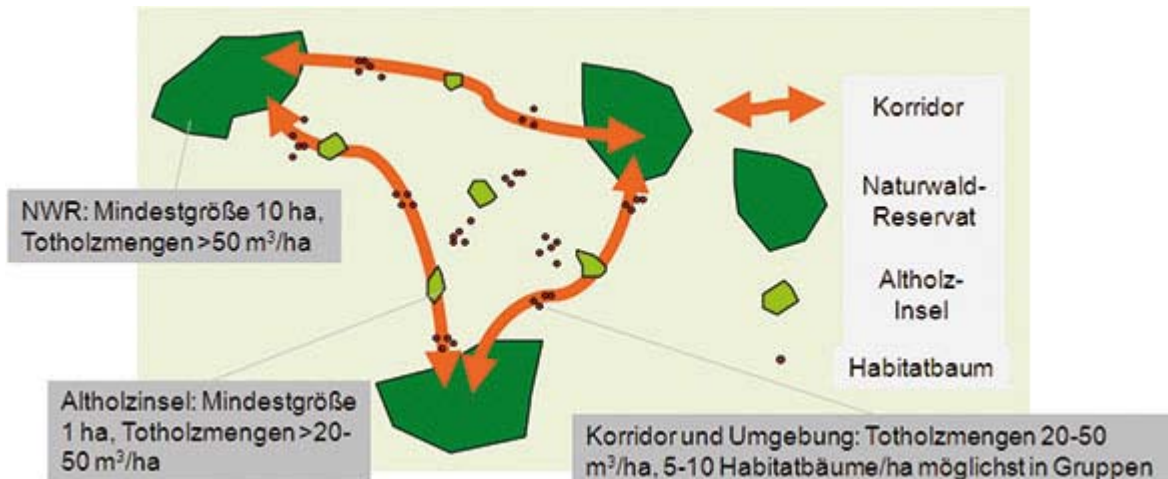 Korridor
Naturwald-
Reservat
Altholz-
Insel
Habitatbaum
NWR: Mindestgröße 10 ha,
Totholzmengen >50 m³/ha
Altholzinsel: Mindestgröße
1 ha, Totholzmengen >20-
50 m³/ha
Korridor und Umgebung: Totholzmengen 20-50
m³/ha, 5-10 Habitatbäume/ha möglichst in Gruppen